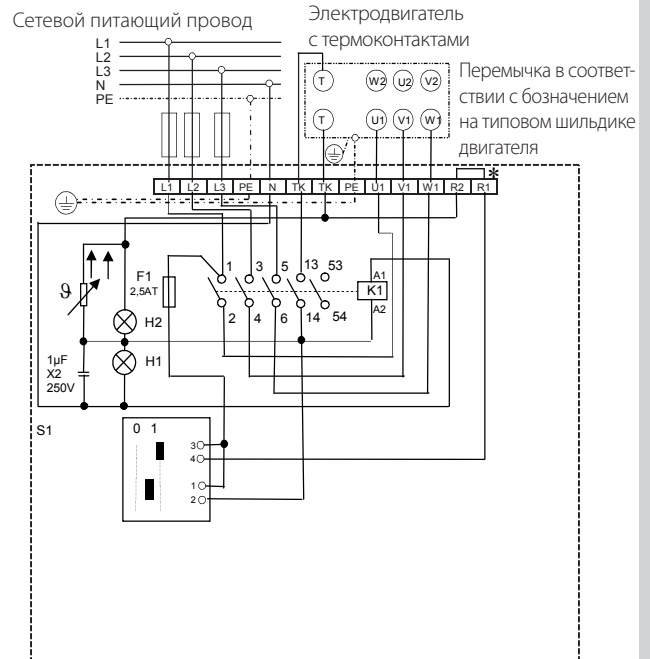 Сетевой питающий провод
L1
L2
L3
N
PE
Электродвигатель
с термоконтактами
T W2 U2 V2
T U1 V1 W1
Перемычка в соответ-
ствии с бозначением
на типовом шильдике
двигателя
L1 L2 L3 PE N TK TK PE U1 V1 W1 R2 R1 *
F1
2,5AT
1 3 5 13 53
2 4 6 14 54
A1
K1
A2
ϑ
H2
H1
1µF
X2
250V
S1
0 1
3
4
1
2